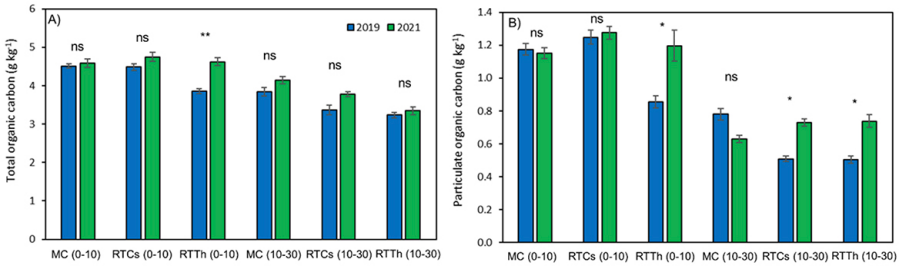 A)
2019 2021
Total organic carbon (g kg-1)
6
5
4
3
2
1
0
ns
ns
**
ns
ns
ns
MC (0-10) RTCs (0-10) RTTh (0-10) MC (10-30) RTCs (10-30) RTTh (10-30)
B)
Particulate organic carbon (g kg-1)
1.4
1.2
1.0
0.8
0.6
0.4
0.2
0.0
ns
ns
*
ns
*
*
MC (0-10) RTCs (0-10) RTTh (0-10) MC (10-30) RTCs (10-30) RTTh (10-30)